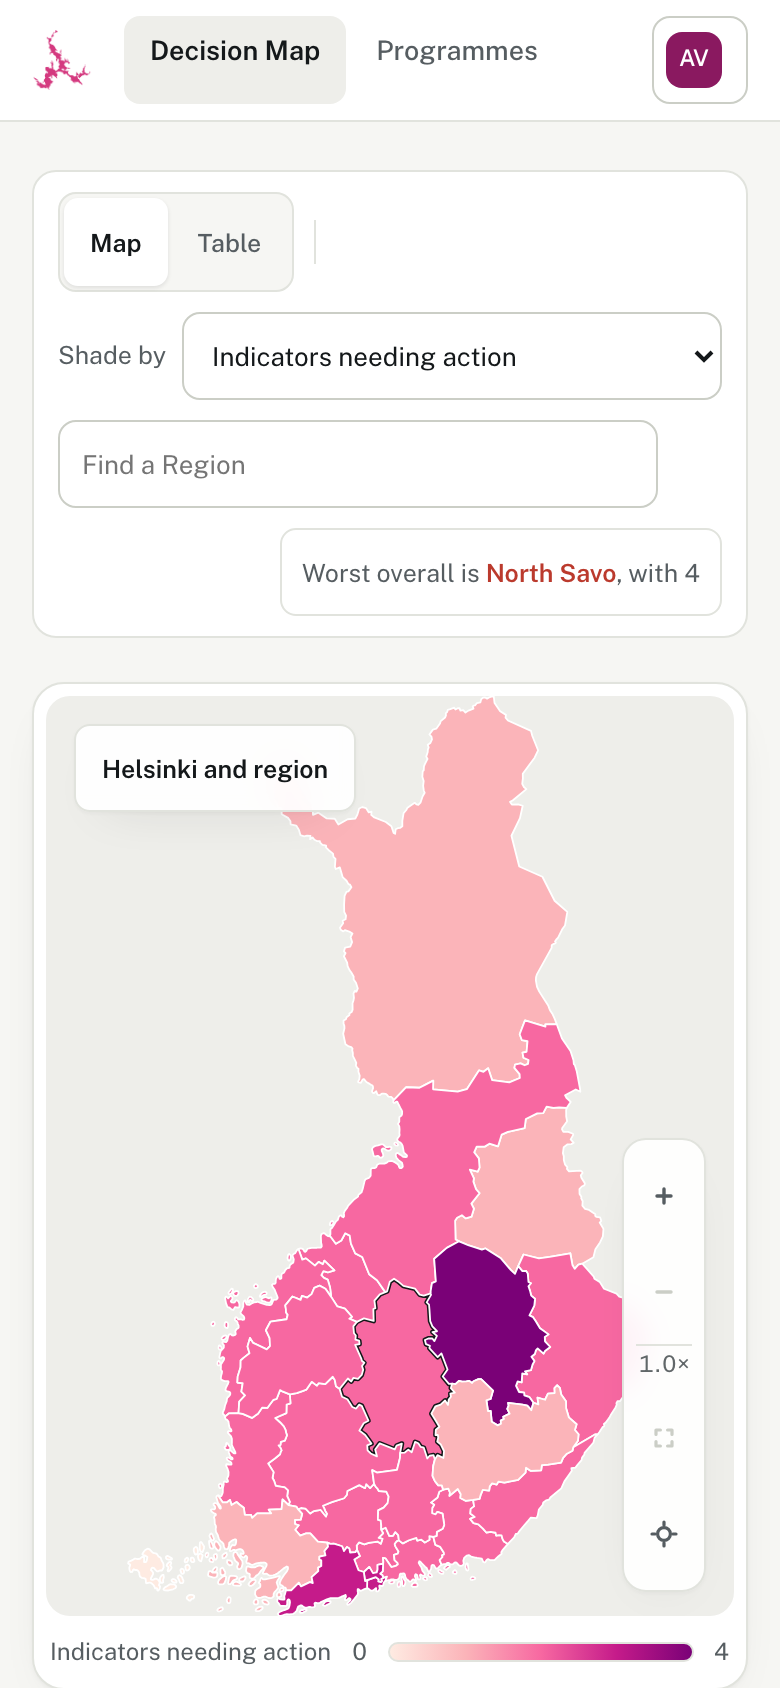 Decision Map
Programmes
AV
Map
Table
Shade by
Indicators needing action
Find a Region
Worst overall is North Savo, with 4
Helsinki and region
+
−
1.0×
Indicators needing action 0 4